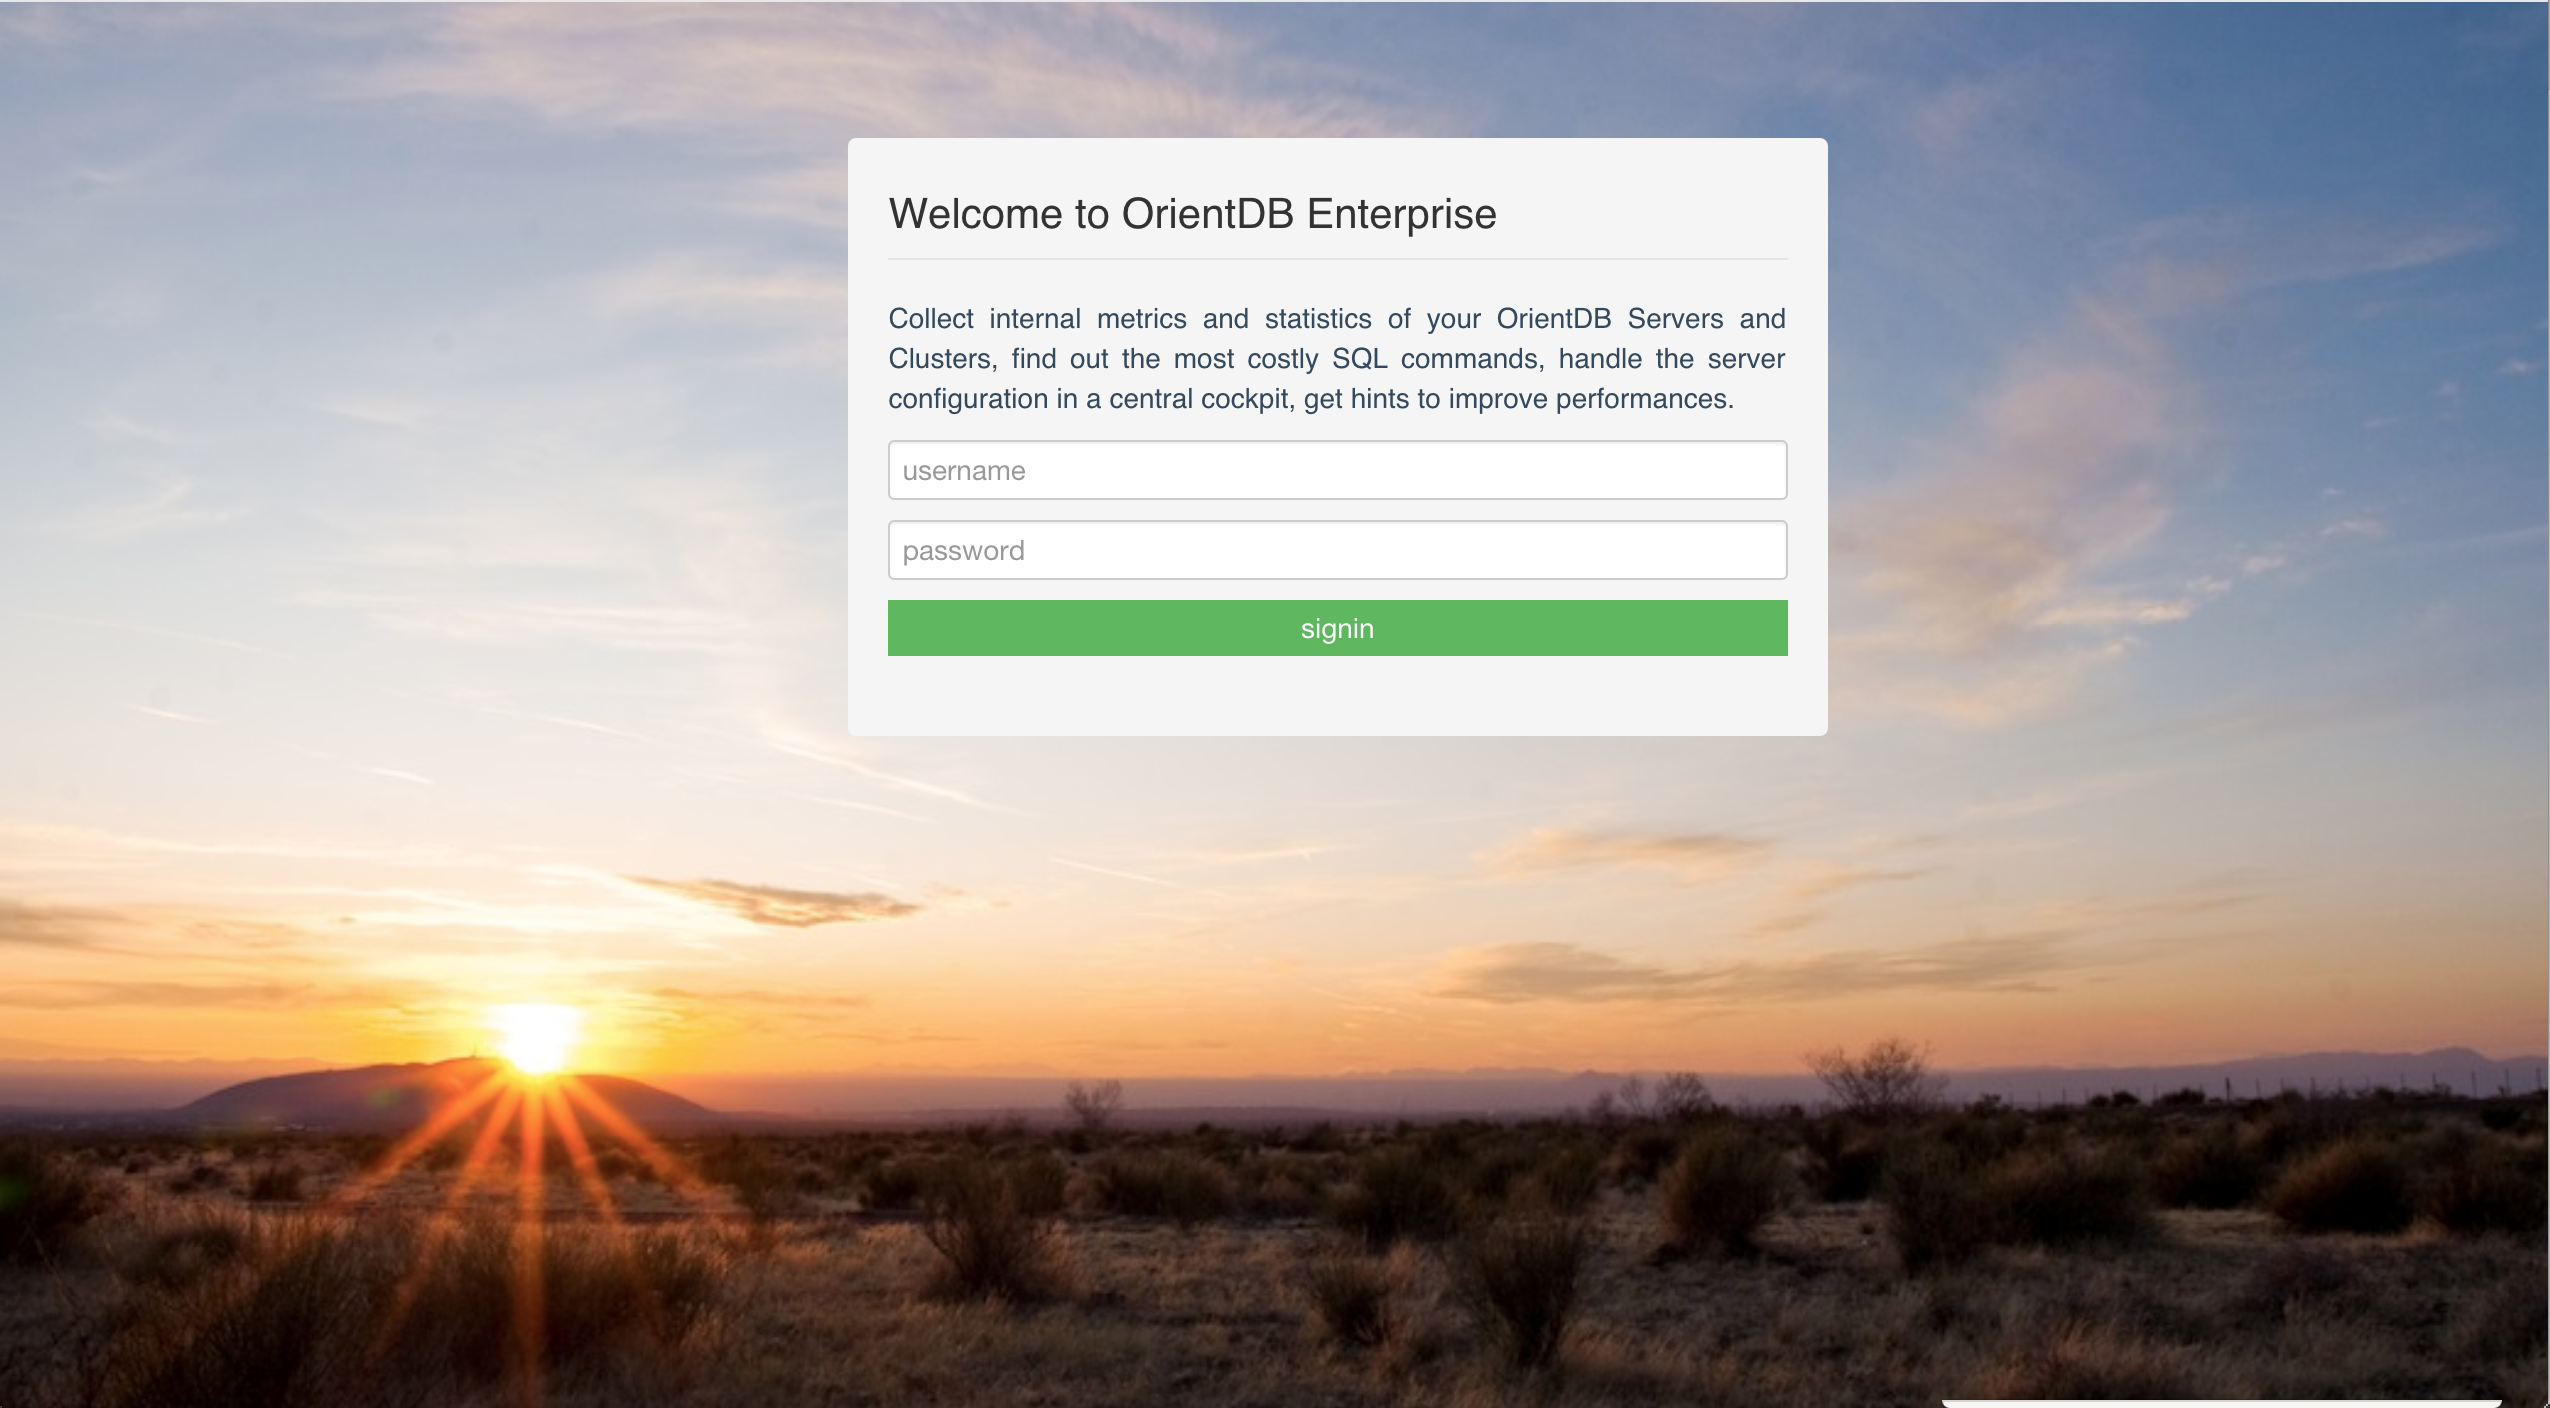 Welcome to OrientDB Enterprise
Collect internal metrics and statistics of your OrientDB Servers and
Clusters, find out the most costly SQL commands, handle the server
configuration in a central cockpit, get hints to improve performances.
username
password
signin